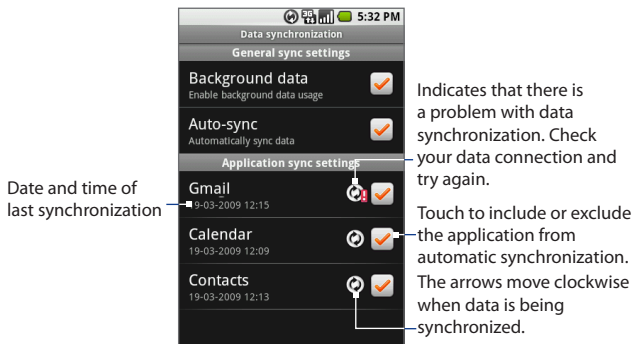 3G
5:32 PM
Data synchronization
General sync settings
Background data
Enable background data usage
Auto-sync
Automatically sync data
Application sync settings
Gmail
19-03-2009 12:15
Calendar
19-03-2009 12:09
Contacts
19-03-2009 12:13
Date and time of
last synchronization
Indicates that there is
a problem with data
synchronization. Check
your data connection and
try again.
Touch to include or exclude
the application from
automatic synchronization.
The arrows move clockwise
when data is being
synchronized.